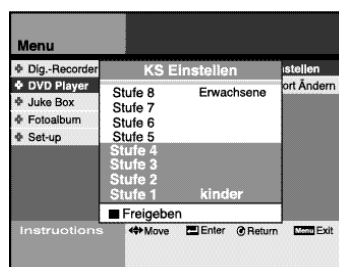 Menu
Dig.-Recorder
DVD Player
Juke Box
Fotoalbum
Set-up
KS Einstellen
Stufe 8 Erwachsene
Stufe 7
Stufe 6
Stufe 5
Stufe 4
Stufe 3
Stufe 2
Stufe 1 kinder
Freigeben
nstellen
ort Ändern
Instructions Move Enter Return Menu Exit